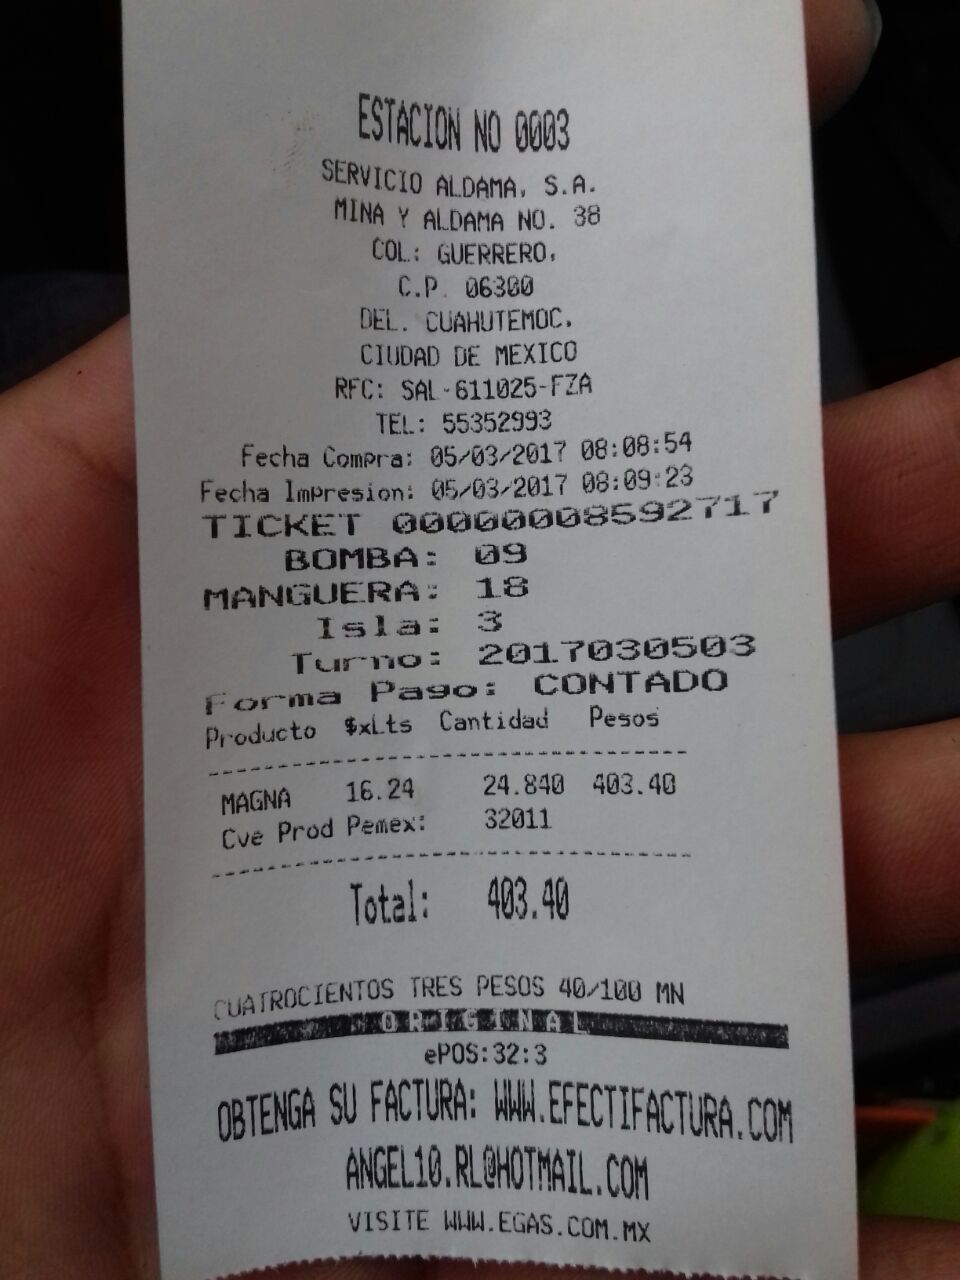 ESTACION NO 0003
SERVICIO ALDAMA, S.A.
MINA Y ALDAMA NO. 38
COL: GUERRERO,
C.P. 06300
DEL. CUAHUTEMOC,
CIUDAD DE MEXICO
RFC: SAL-611025-FZA
TEL: 55352993
Fecha Compra: 05/03/2017 08:08:54
Fecha Impresion: 05/03/2017 08:09:23
TICKET 00000008592717
BOMBA: 09
MANGUERA: 18
Isla: 3
Turno: 2017030503
Forma Pago: CONTADO
Producto $xLts Cantidad Pesos
MAGNA 16.24 24.840 403.40
Cve Prod Pemex: 32011
Total: 403.40
CUATROCIENTOS TRES PESOS 40/100 MN
ORIGINAL
ePOS:32:3
OBTENGA SU FACTURA: WWW.EFECTIFACTURA.COM
ANGEL10.RL@HOTMAIL.COM
VISITE WWW.EGAS.COM.MX